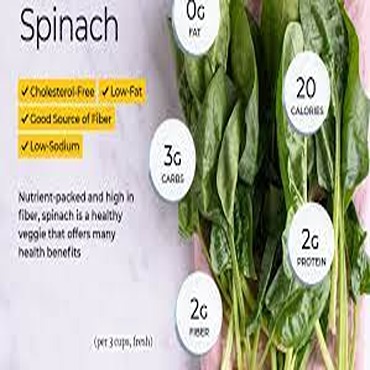 Spinach
0G
FAT
✓ Cholesterol-Free ✓ Low-Fat
✓ Good Source of Fiber
✓ Low-Sodium
20
CALORIES
3G
CARBS
Nutrient-packed and high in
fiber, spinach is a healthy
veggie that offers many
health benefits
2G
PROTEIN
2G
FIBER
(per 3 cups, fresh)